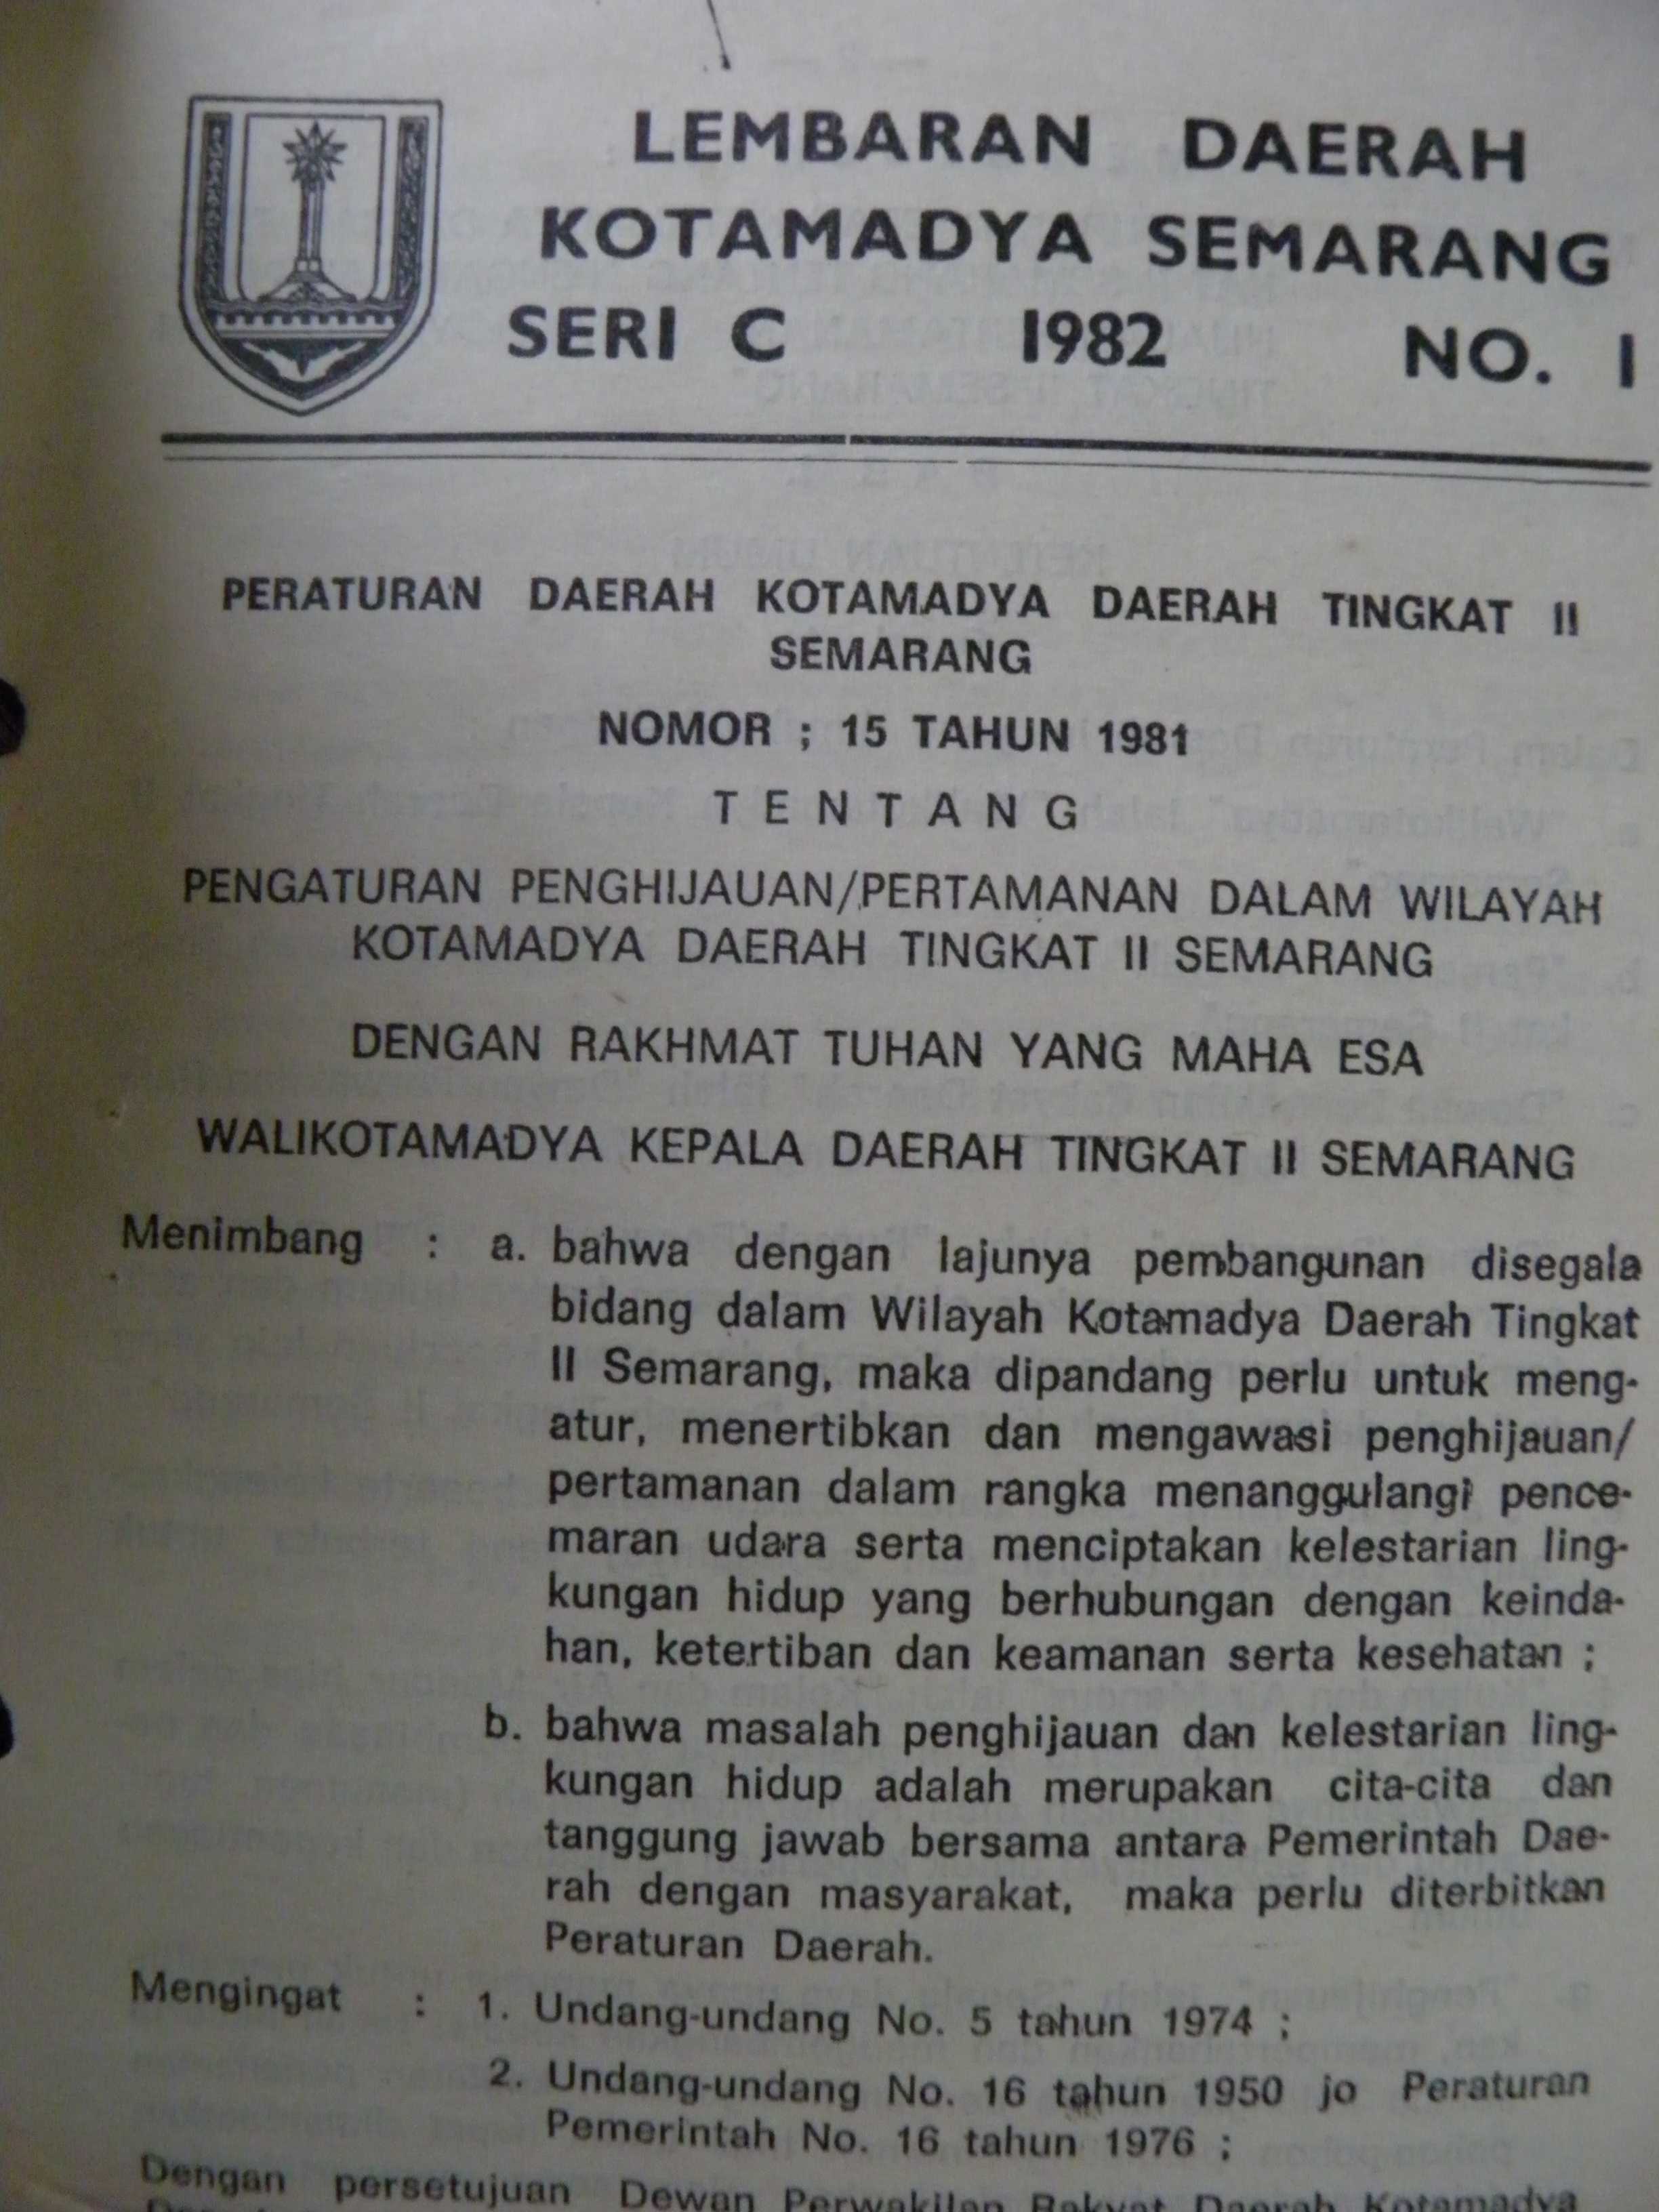 LEMBARAN DAERAH
KOTAMADYA SEMARANG
SERI C 1982 NO. 1
PERATURAN DAERAH KOTAMADYA DAERAH TINGKAT II
SEMARANG
NOMOR ; 15 TAHUN 1981
T E N T A N G
PENGATURAN PENGHIJAUAN/PERTAMANAN DALAM WILAYAH
KOTAMADYA DAERAH TINGKAT II SEMARANG
DENGAN RAKHMAT TUHAN YANG MAHA ESA
WALIKOTAMADYA KEPALA DAERAH TINGKAT II SEMARANG
Menimbang : a. bahwa dengan lajunya pembangunan disegala
bidang dalam Wilayah Kotamadya Daerah Tingkat
II Semarang, maka dipandang perlu untuk meng-
atur, menertibkan dan mengawasi penghijauan/
pertamanan dalam rangka menanggulangi pence-
maran udara serta menciptakan kelestarian ling-
kungan hidup yang berhubungan dengan keinda-
han, ketertiban dan keamanan serta kesehatan ;
b. bahwa masalah penghijauan dan kelestarian ling-
kungan hidup adalah merupakan cita-cita dan
tanggung jawab bersama antara Pemerintah Dae-
rah dengan masyarakat, maka perlu diterbitkan
Peraturan Daerah.
Mengingat : 1. Undang-undang No. 5 tahun 1974 ;
2. Undang-undang No. 16 tahun 1950 jo Peraturan
Pemerintah No. 16 tahun 1976 ;
Dengan persetujuan Dewan Perwakilan Rakyat Daerah Kotamadya